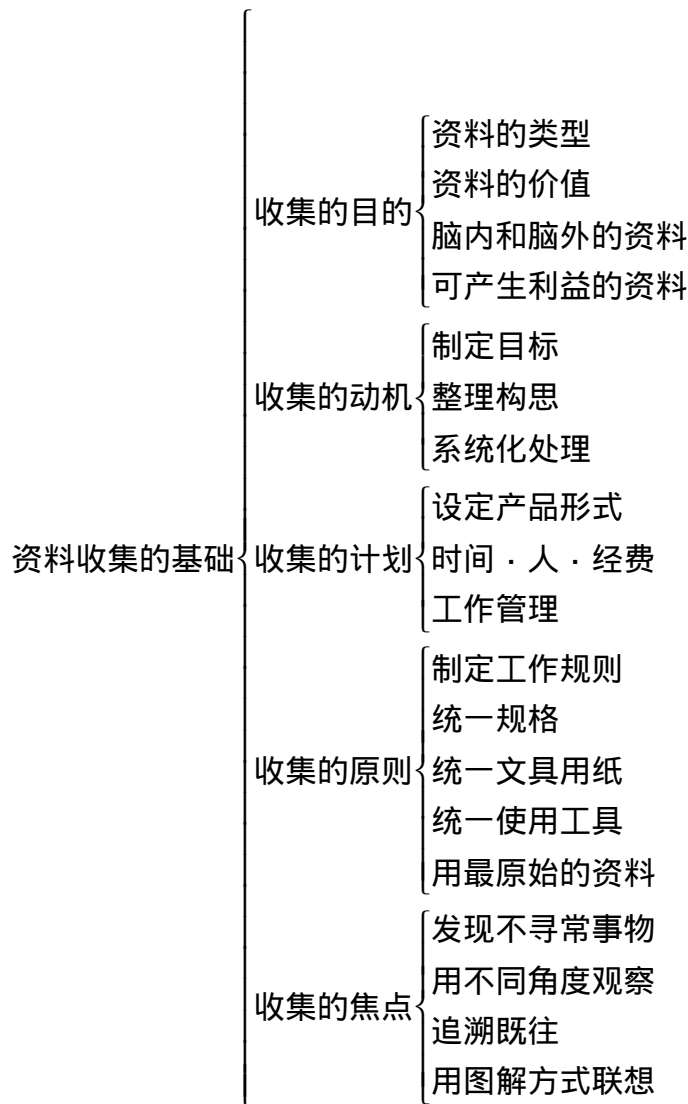 资料收集的基础
收集的目的
资料的类型
资料的价值
脑内和脑外的资料
可产生利益的资料
收集的动机
制定目标
整理构思
系统化处理
收集的计划
设定产品形式
时间·人·经费
工作管理
收集的原则
制定工作规则
统一规格
统一文具用纸
统一使用工具
用最原始的资料
收集的焦点
发现不寻常事物
用不同角度观察
追溯既往
用图解方式联想